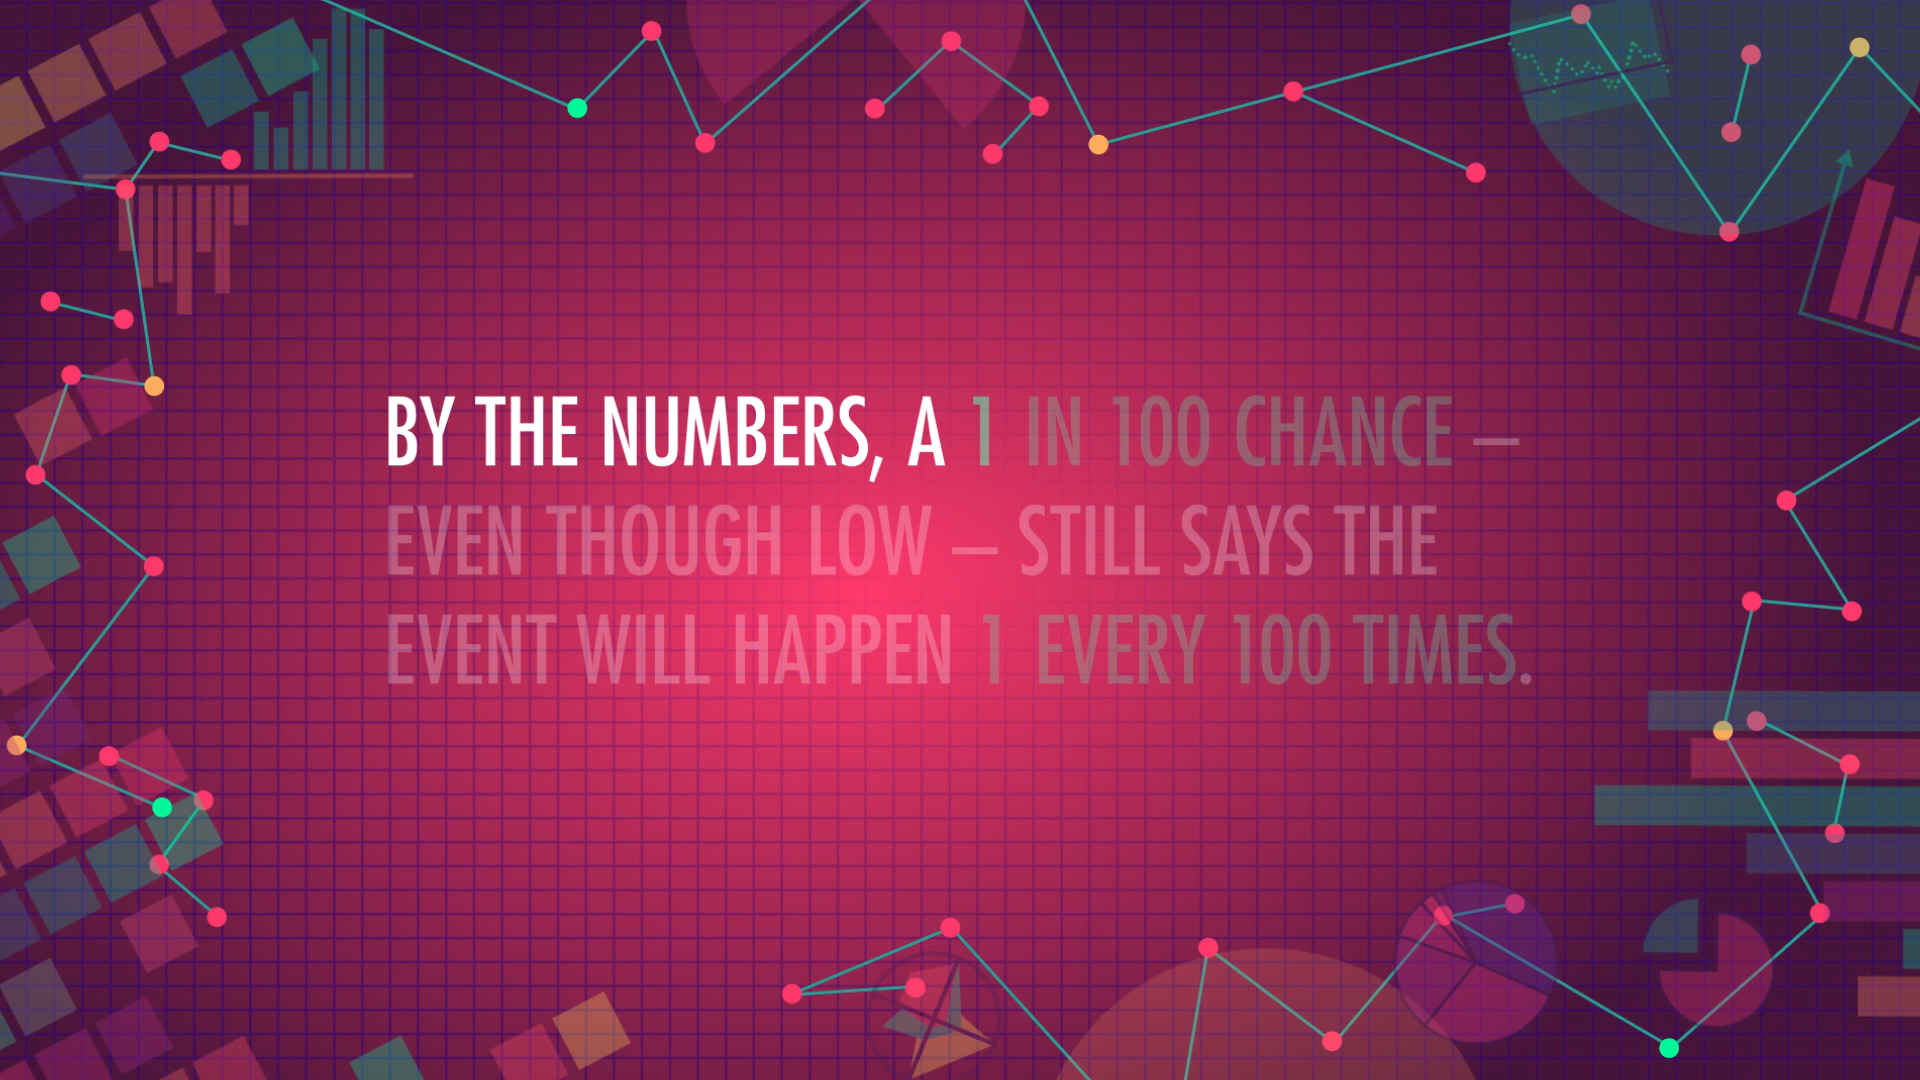 BY THE NUMBERS, A 1 IN 100 CHANCE –
EVEN THOUGH LOW – STILL SAYS THE
EVENT WILL HAPPEN 1 EVERY 100 TIMES.